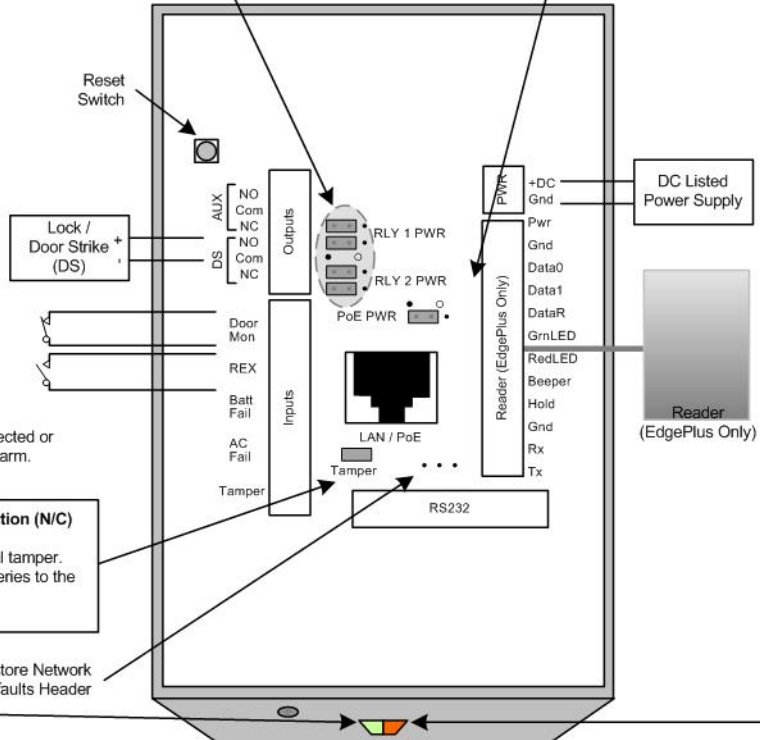 Reset
Switch
AUX
NO
Com
NC
DS
NO
Com
NC
Outputs
Lock /
Door Strike
(DS)
+
-
RLY 1 PWR
RLY 2 PWR
PoE PWR
PWR
+DC
Gnd
DC Listed
Power Supply
Reader (EdgePlus Only)
Pwr
Gnd
Data0
Data1
DataR
GrnLED
RedLED
Beeper
Hold
Gnd
Rx
Tx
Reader
(EdgePlus Only)
Door
Mon
REX
Batt
Fail
AC
Fail
Tamper
Inputs
LAN / PoE
Tamper
RS232
ected or
arm.
tion (N/C)
l tamper.
eries to the
tore Network
faults Header